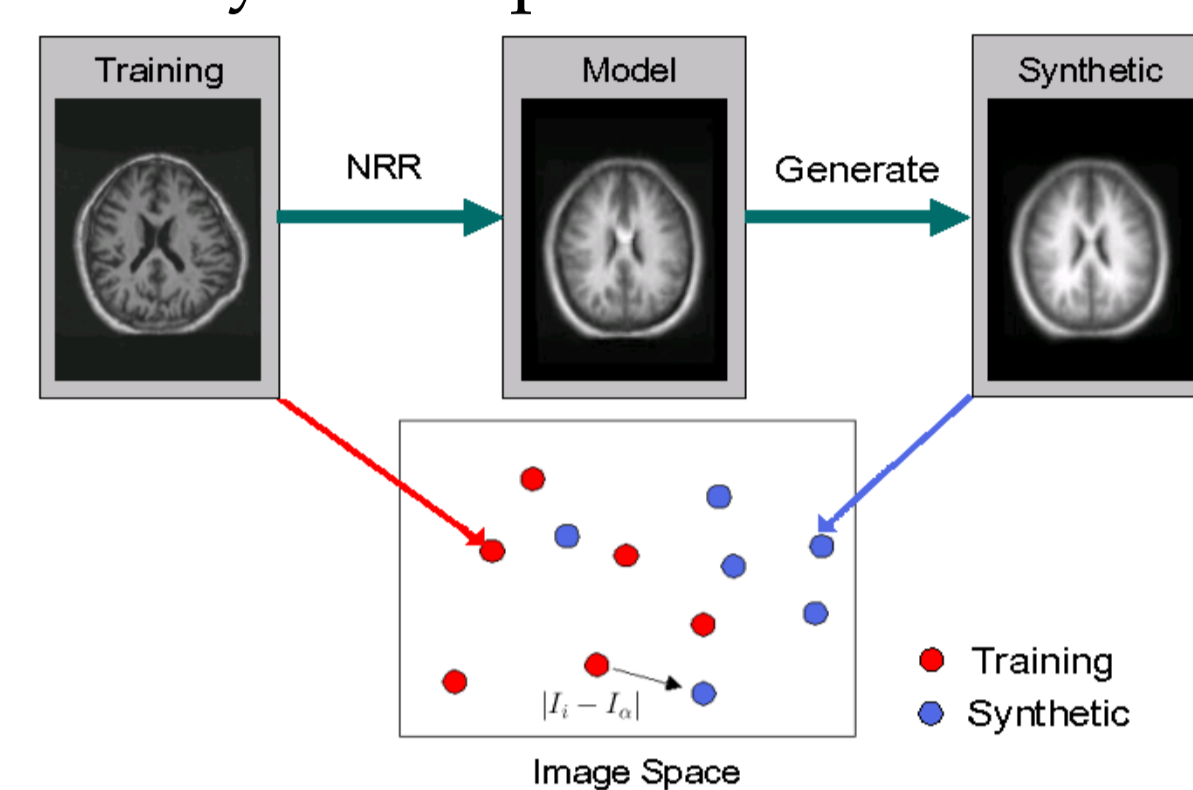 Training
Model
Synthetic
NRR
Generate
|I_i − I_α|
Training
Synthetic
Image Space